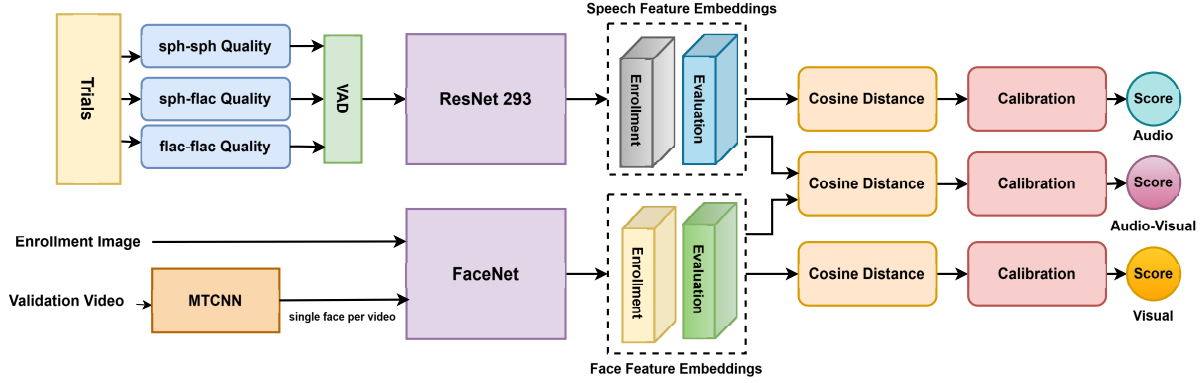 Speech Feature Embeddings
Trials
sph-sph Quality
sph-flac Quality
flac-flac Quality
VAD
ResNet 293
Enrollment
Evaluation
Cosine Distance
Calibration
Score
Audio
Cosine Distance
Calibration
Score
Audio-Visual
Enrollment Image
Validation Video
MTCNN
single face per video
FaceNet
Enrollment
Evaluation
Face Feature Embeddings
Cosine Distance
Calibration
Score
Visual